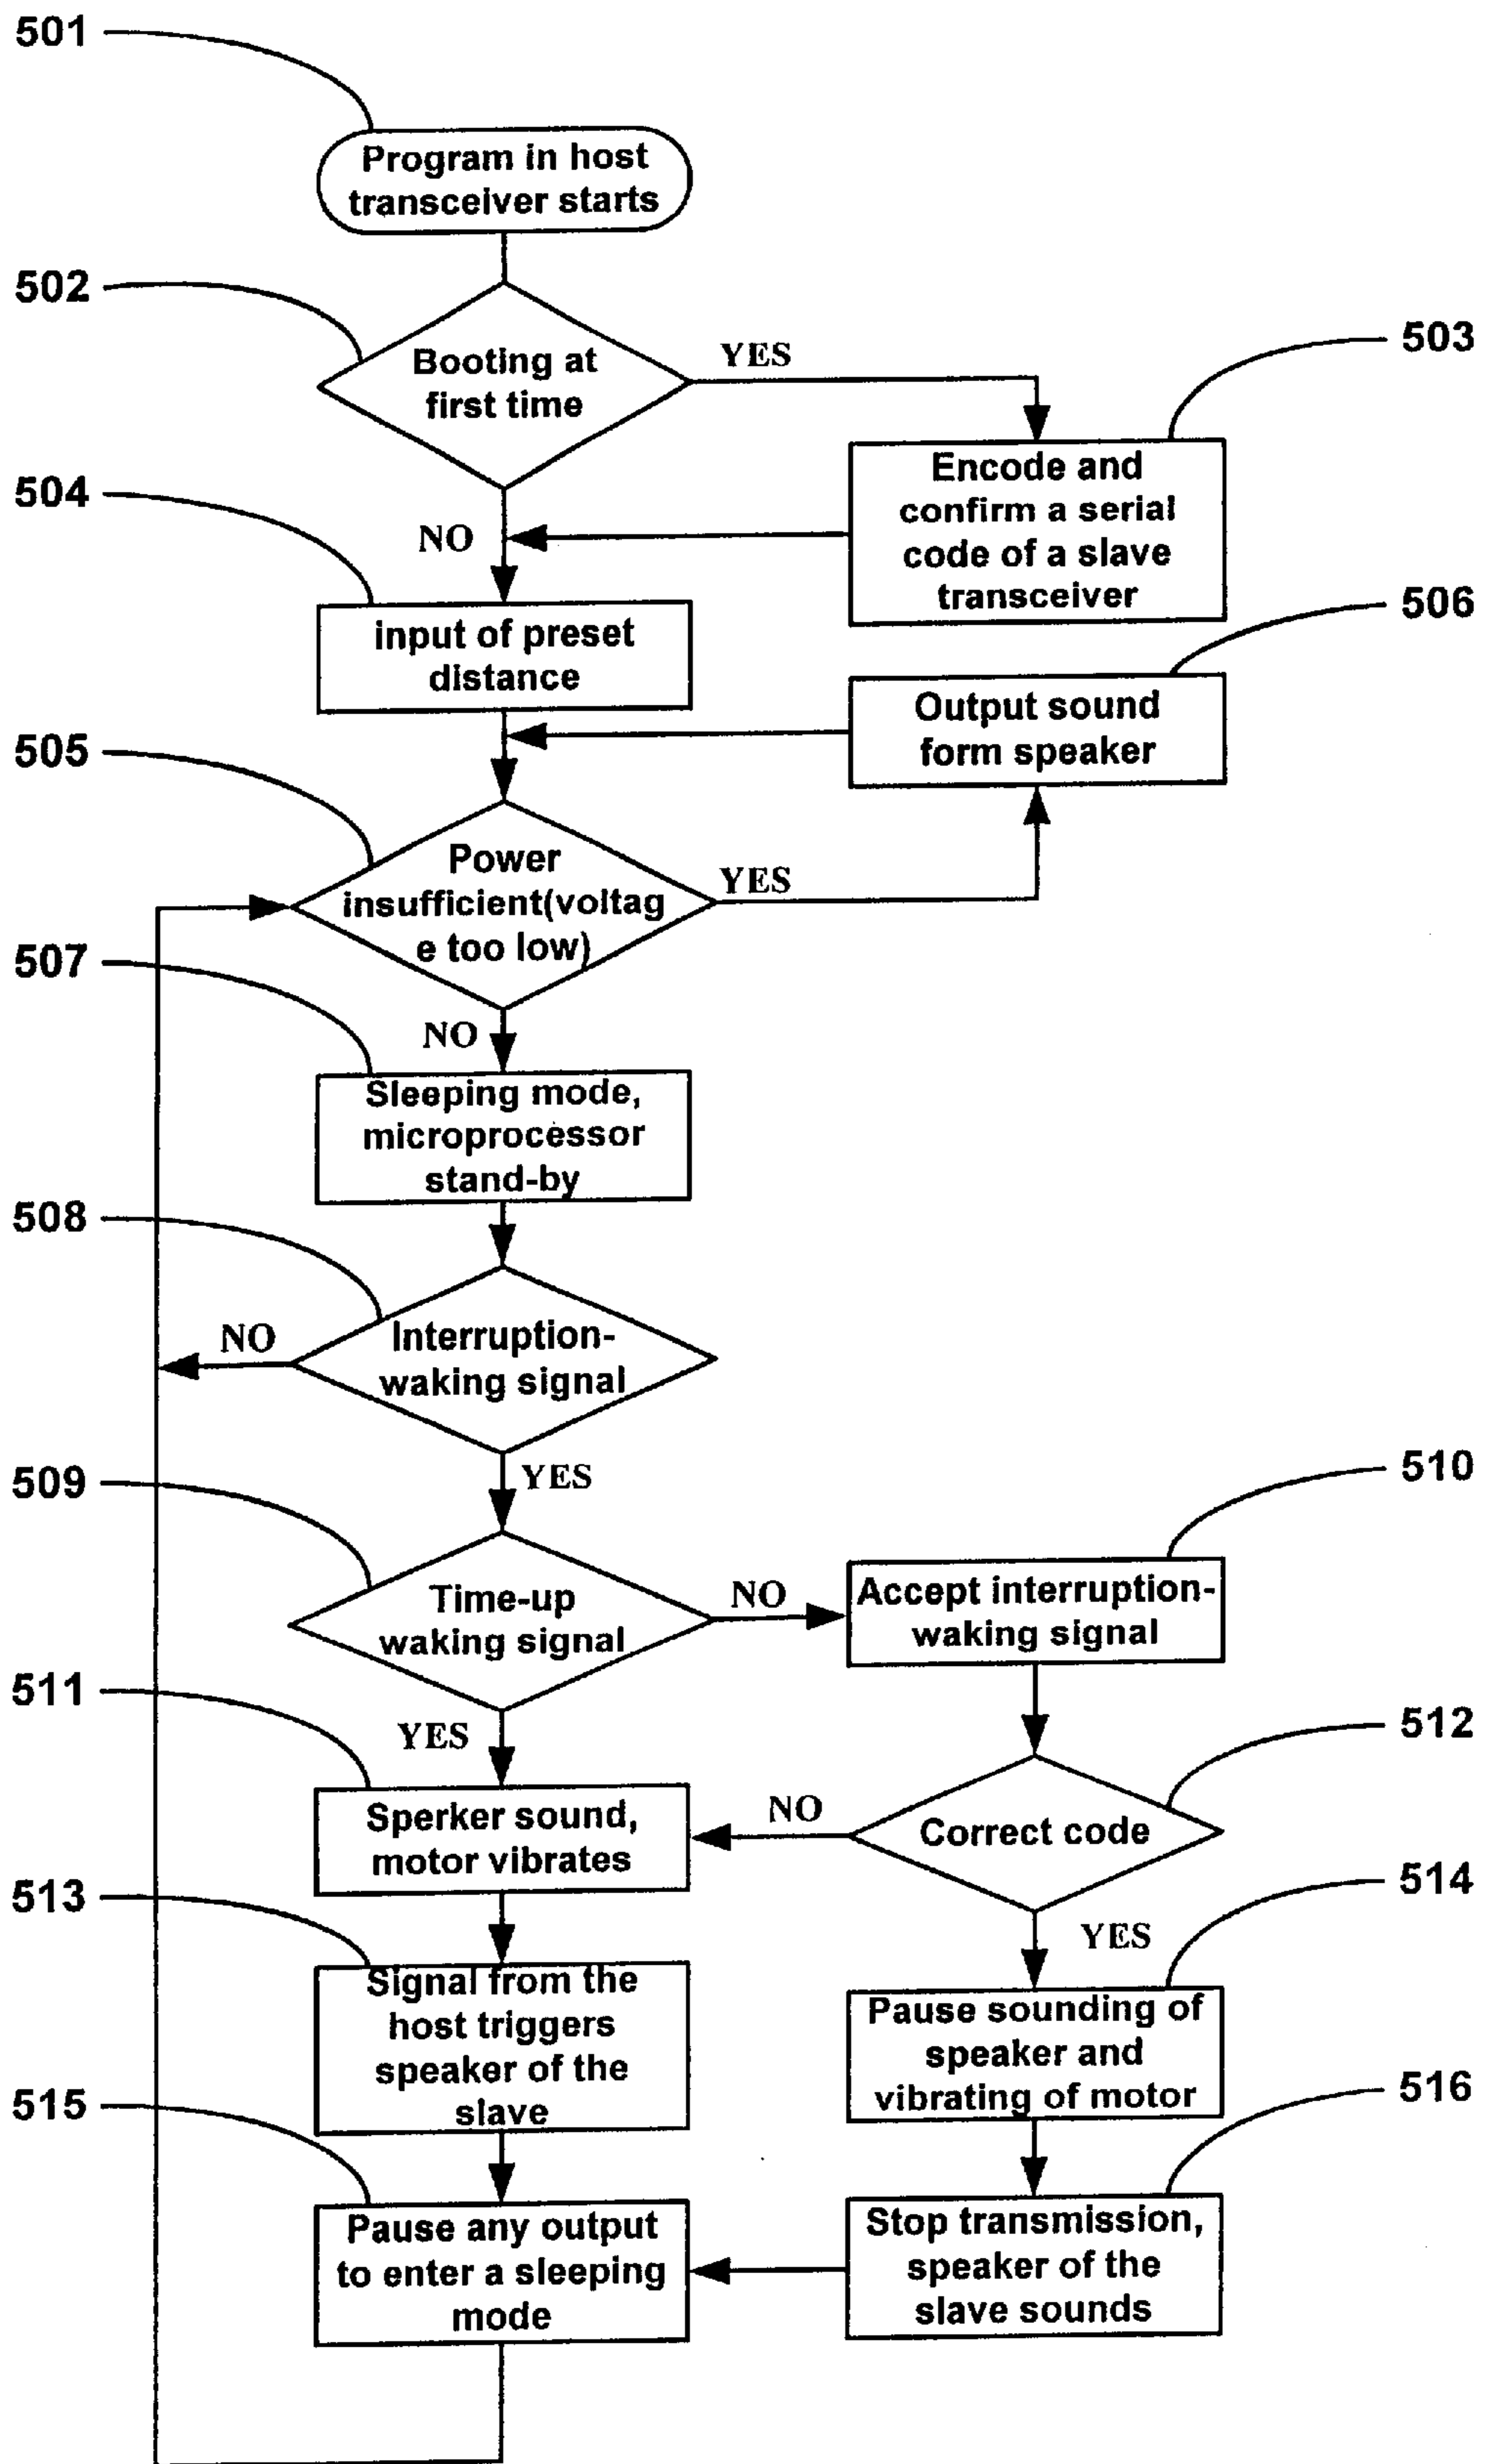 501
Program in host
transceiver starts
502
Booting at
first time
YES
503
Encode and
confirm a serial
code of a slave
transceiver
504
NO
input of preset
distance
506
Output sound
form speaker
505
Power
insufficient(voltag
e too low)
YES
507
NO
Sleeping mode,
microprocessor
stand-by
508
Interruption-
waking signal
NO
YES
509
Time-up
waking signal
NO
510
Accept interruption-
waking signal
511
YES
Sperker sound,
motor vibrates
512
Correct code
NO
YES
513
Signal from the
host triggers
speaker of the
slave
514
Pause sounding of
speaker and
vibrating of motor
515
Pause any output
to enter a sleeping
mode
516
Stop transmission,
speaker of the
slave sounds